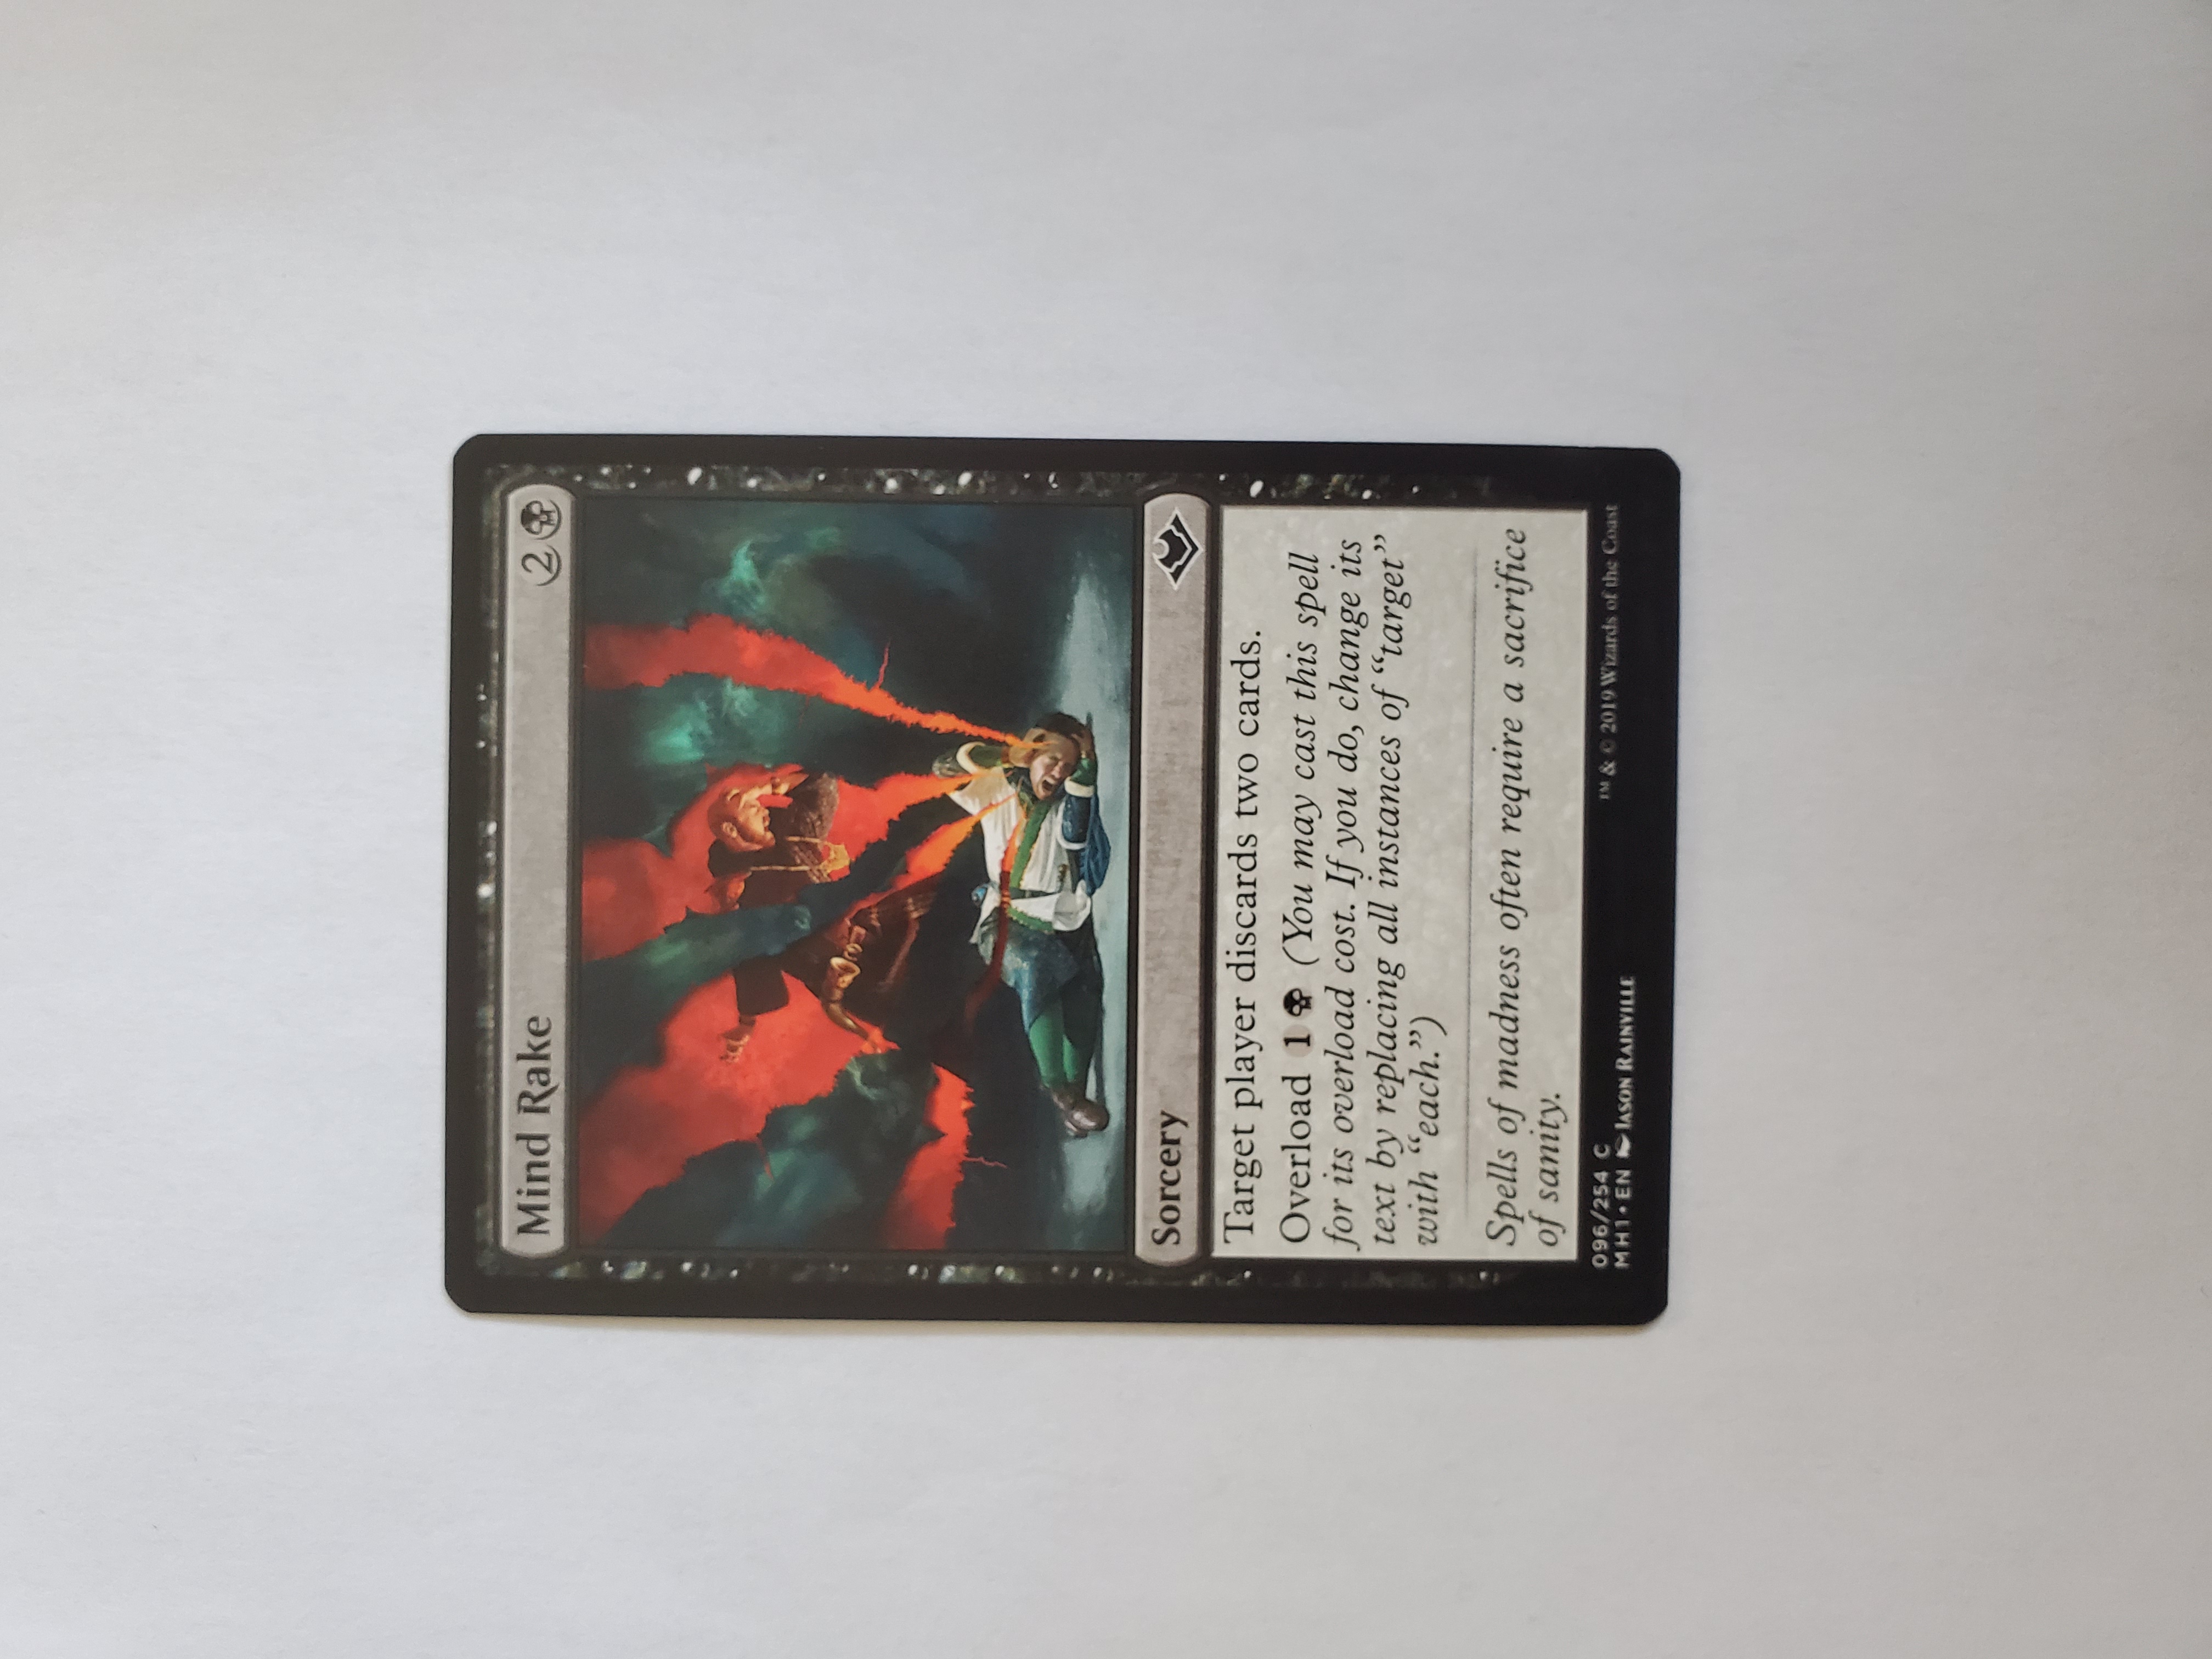 Mind Rake 2
Sorcery
Target player discards two cards.
Overload 1 (You may cast this spell
for its overload cost. If you do, change its
text by replacing all instances of “target”
with “each.”)
Spells of madness often require a sacrifice
of sanity.
096/254 C
MH1•EN JASON RAINVILLE
™ & © 2019 Wizards of the Coast